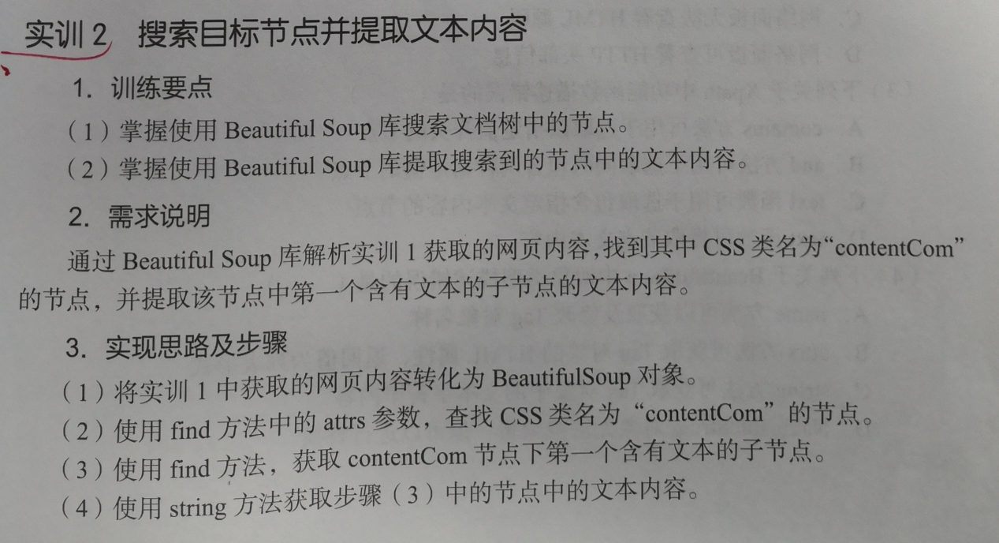 实训 2 搜索目标节点并提取文本内容
1．训练要点
（1）掌握使用 Beautiful Soup 库搜索文档树中的节点。
（2）掌握使用 Beautiful Soup 库提取搜索到的节点中的文本内容。
2．需求说明
通过 Beautiful Soup 库解析实训 1 获取的网页内容，找到其中 CSS 类名为“contentCom”
的节点，并提取该节点中第一个含有文本的子节点的文本内容。
3．实现思路及步骤
（1）将实训 1 中获取的网页内容转化为 BeautifulSoup 对象。
（2）使用 find 方法中的 attrs 参数，查找 CSS 类名为“contentCom”的节点。
（3）使用 find 方法，获取 contentCom 节点下第一个含有文本的子节点。
（4）使用 string 方法获取步骤（3）中的节点中的文本内容。